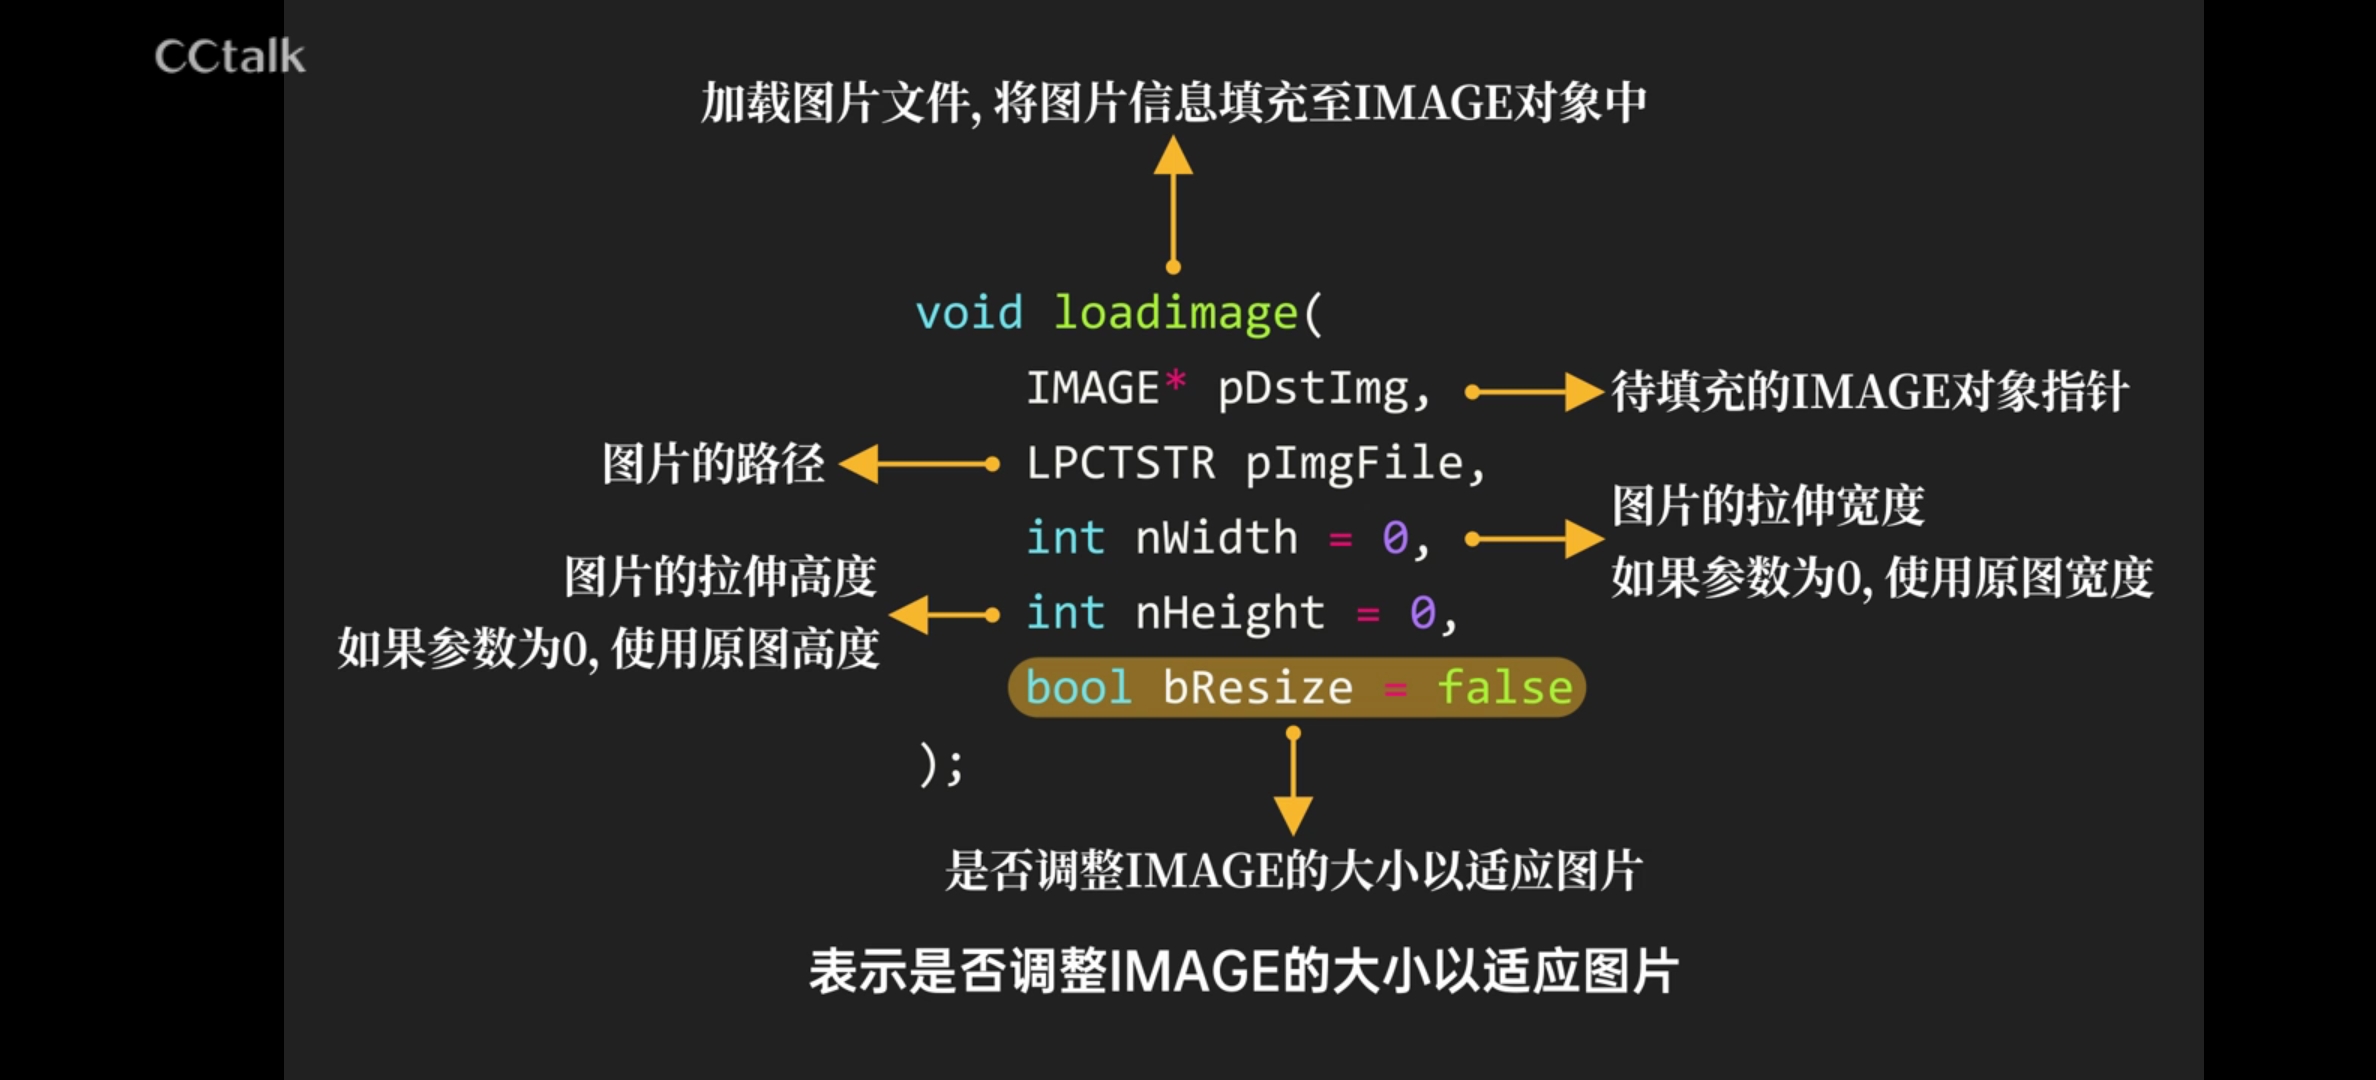 CCtalk
加载图片文件, 将图片信息填充至IMAGE对象中
void loadimage(
IMAGE* pDstImg,
待填充的IMAGE对象指针
图片的路径
LPCTSTR pImgFile,
int nWidth = 0,
图片的拉伸宽度
如果参数为0, 使用原图宽度
图片的拉伸高度
如果参数为0, 使用原图高度
int nHeight = 0,
bool bResize = false
);
是否调整IMAGE的大小以适应图片
表示是否调整IMAGE的大小以适应图片